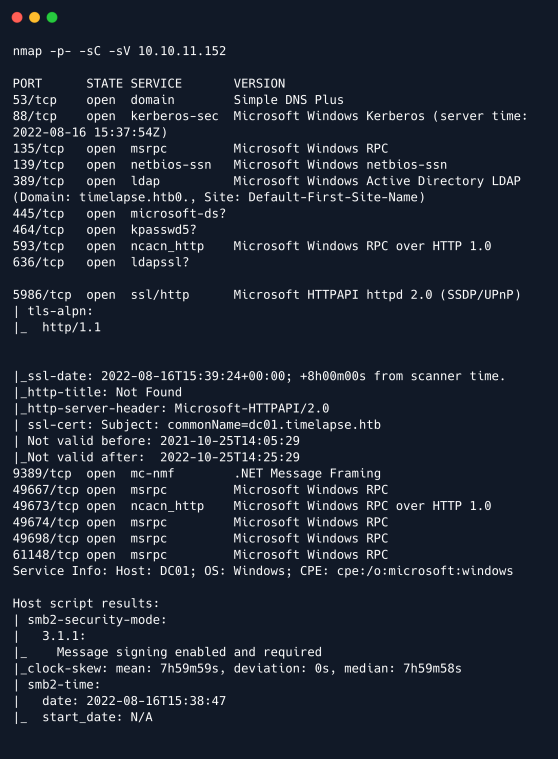 nmap -p- -sC -sV 10.10.11.152
PORT      STATE SERVICE       VERSION
53/tcp    open  domain        Simple DNS Plus
88/tcp    open  kerberos-sec  Microsoft Windows Kerberos (server time:
2022-08-16 15:37:54Z)
135/tcp   open  msrpc         Microsoft Windows RPC
139/tcp   open  netbios-ssn   Microsoft Windows netbios-ssn
389/tcp   open  ldap          Microsoft Windows Active Directory LDAP
(Domain: timelapse.htb0., Site: Default-First-Site-Name)
445/tcp   open  microsoft-ds?
464/tcp   open  kpasswd5?
593/tcp   open  ncacn_http    Microsoft Windows RPC over HTTP 1.0
636/tcp   open  ldapssl?
5986/tcp  open  ssl/http      Microsoft HTTPAPI httpd 2.0 (SSDP/UPnP)
| tls-alpn:
|_  http/1.1
|_ssl-date: 2022-08-16T15:39:24+00:00; +8h00m00s from scanner time.
|_http-title: Not Found
|_http-server-header: Microsoft-HTTPAPI/2.0
| ssl-cert: Subject: commonName=dc01.timelapse.htb
| Not valid before: 2021-10-25T14:05:29
|_Not valid after:  2022-10-25T14:25:29
9389/tcp  open  mc-nmf        .NET Message Framing
49667/tcp open  msrpc         Microsoft Windows RPC
49673/tcp open  ncacn_http    Microsoft Windows RPC over HTTP 1.0
49674/tcp open  msrpc         Microsoft Windows RPC
49698/tcp open  msrpc         Microsoft Windows RPC
61148/tcp open  msrpc         Microsoft Windows RPC
Service Info: Host: DC01; OS: Windows; CPE: cpe:/o:microsoft:windows
Host script results:
| smb2-security-mode:
|   3.1.1:
|_    Message signing enabled and required
|_clock-skew: mean: 7h59m59s, deviation: 0s, median: 7h59m58s
| smb2-time:
|   date: 2022-08-16T15:38:47
|_  start_date: N/A